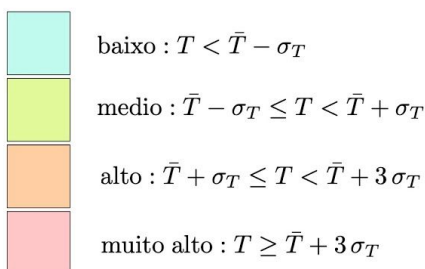 baixo : T < T̄ − σ_T
medio : T̄ − σ_T ≤ T < T̄ + σ_T
alto : T̄ + σ_T ≤ T < T̄ + 3 σ_T
muito alto : T ≥ T̄ + 3 σ_T